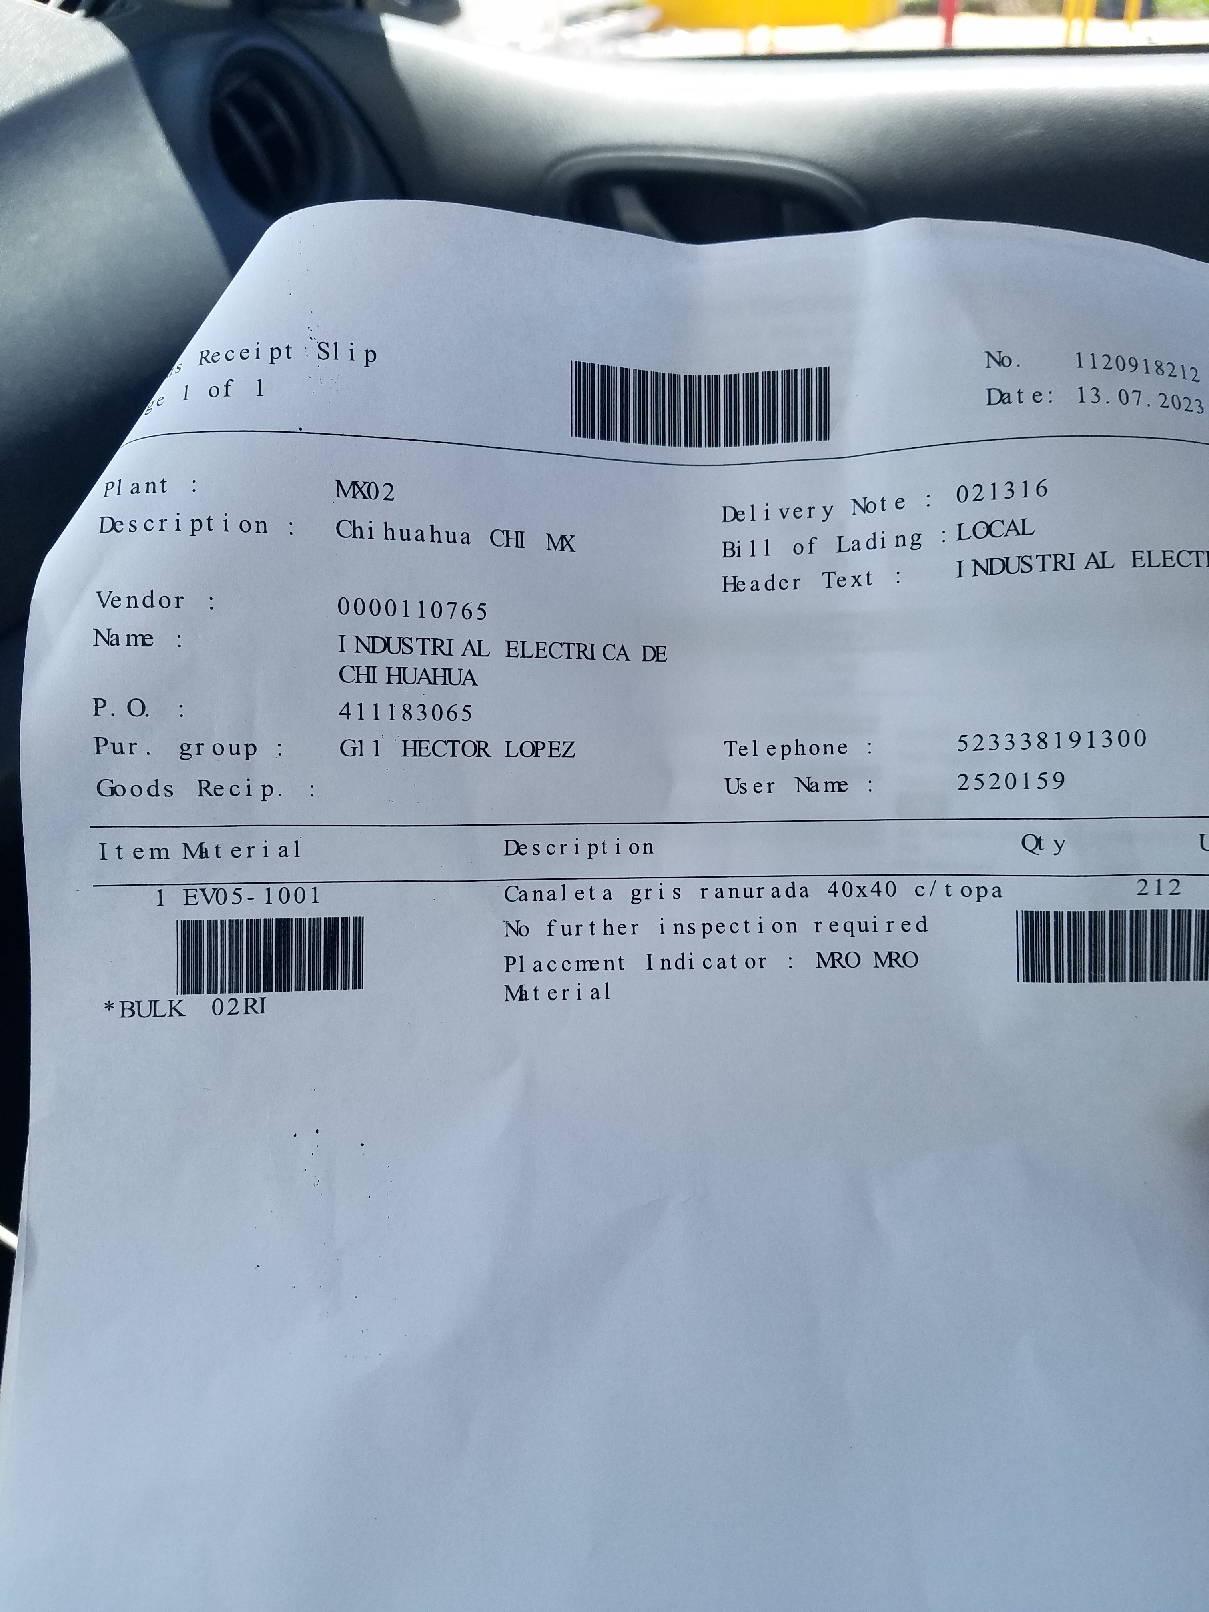 Receipt Slip
1 of 1
No. 1120918212
Date: 13.07.2023
Plant : MX02
Description : Chihuahua CHI MX
Delivery Note : 021316
Bill of Lading : LOCAL
Header Text : INDUSTRIAL ELECTRI
Vendor : 0000110765
Name : INDUSTRIAL ELECTRICA DE
CHIHUAHUA
P.O. : 411183065
Pur. group : G11 HECTOR LOPEZ
Telephone : 523338191300
Goods Recip. :
User Name : 2520159
Item Material Description Qty U
1 EV05-1001 Canaleta gris ranurada 40x40 c/topa 212
No further inspection required
Placement Indicator : MRO MRO
Material
*BULK 02RI